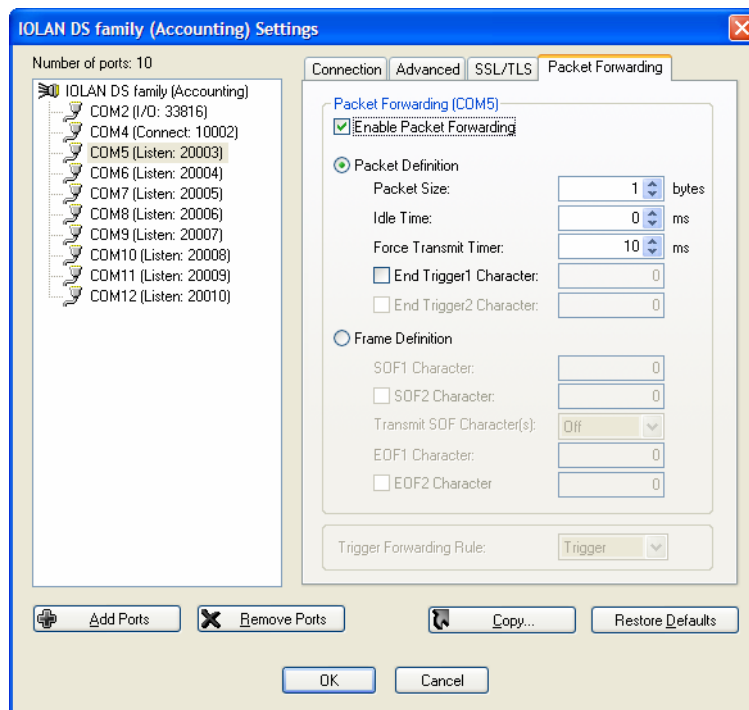 IOLAN DS family (Accounting) Settings
Number of ports: 10
IOLAN DS family (Accounting)
COM2 (I/O: 33816)
COM4 (Connect: 10002)
COM5 (Listen: 20003)
COM6 (Listen: 20004)
COM7 (Listen: 20005)
COM8 (Listen: 20006)
COM9 (Listen: 20007)
COM10 (Listen: 20008)
COM11 (Listen: 20009)
COM12 (Listen: 20010)
Connection Advanced SSL/TLS Packet Forwarding
Packet Forwarding (COM5)
Enable Packet Forwarding
Packet Definition
Packet Size: 1 bytes
Idle Time: 0 ms
Force Transmit Timer: 10 ms
End Trigger1 Character: 0
End Trigger2 Character: 0
Frame Definition
SOF1 Character: 0
SOF2 Character: 0
Transmit SOF Character(s): Off
EOF1 Character: 0
EOF2 Character 0
Trigger Forwarding Rule: Trigger
Add Ports Remove Ports Copy... Restore Defaults
OK Cancel